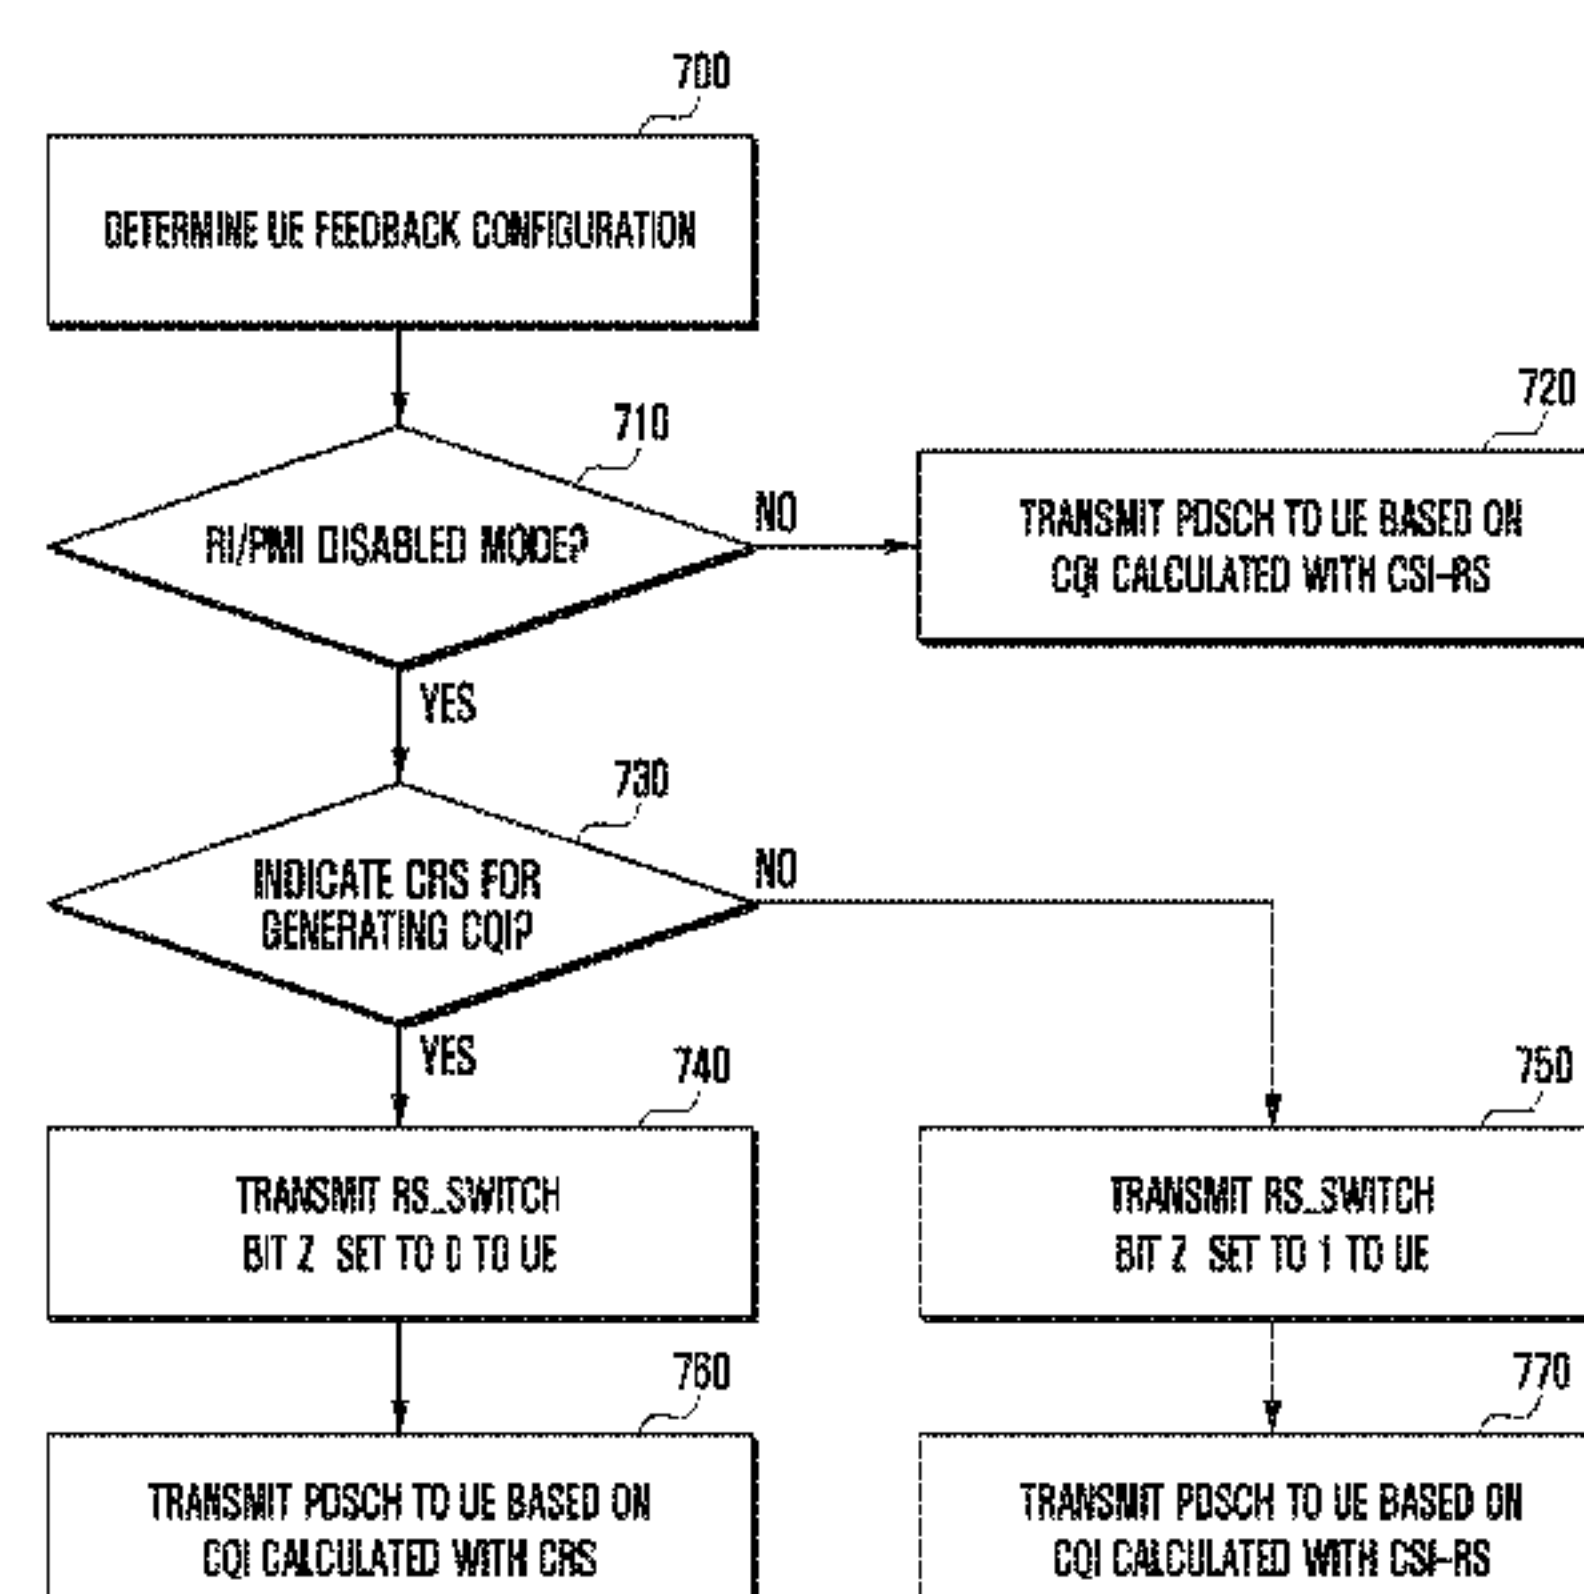 700
DETERMINE UE FEEDBACK CONFIGURATION
710
RI/PMI DISABLED MODE?
NO
720
TRANSMIT PDSCH TO UE BASED ON
CQI CALCULATED WITH CSI-RS
YES
730
INDICATE CRS FOR
GENERATING CQI?
NO
YES
740
TRANSMIT RS_SWITCH
BIT Z SET TO 0 TO UE
750
TRANSMIT RS_SWITCH
BIT Z SET TO 1 TO UE
760
TRANSMIT PDSCH TO UE BASED ON
CQI CALCULATED WITH CRS
770
TRANSMIT PDSCH TO UE BASED ON
CQI CALCULATED WITH CSI-RS